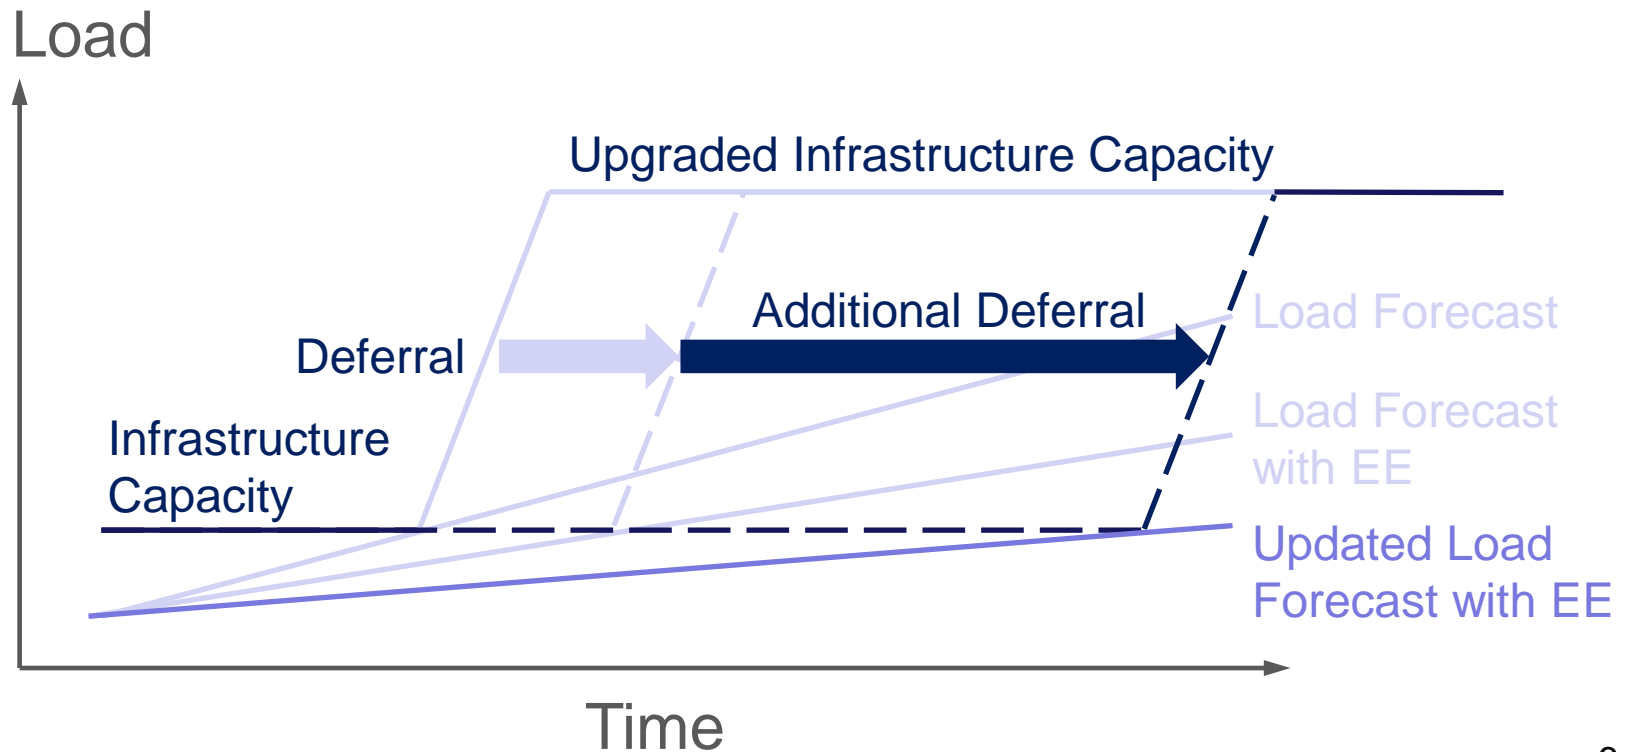 Load
Upgraded Infrastructure Capacity
Additional Deferral
Load Forecast
Deferral
Load Forecast
with EE
Infrastructure
Capacity
Updated Load
Forecast with EE
Time